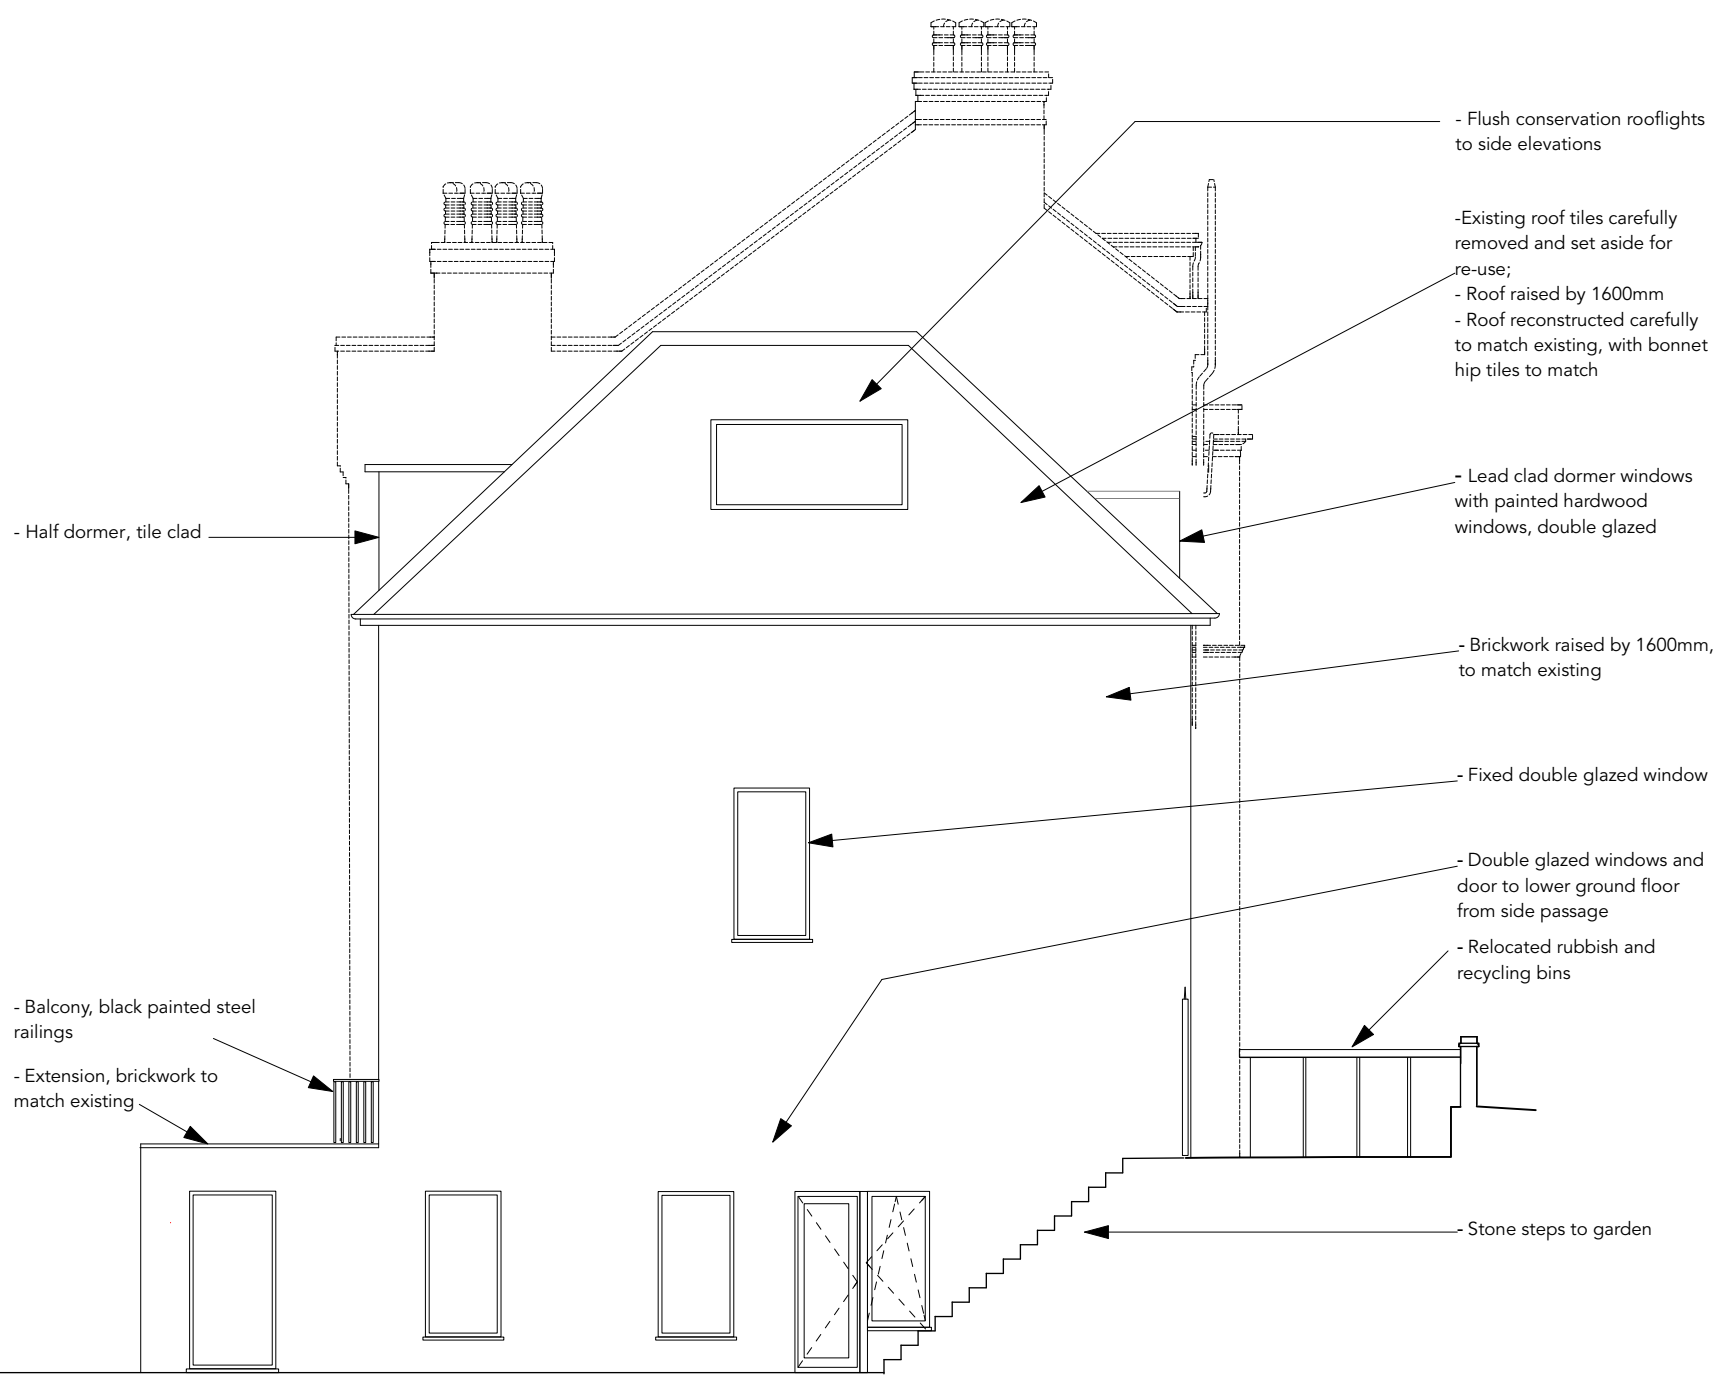 - Flush conservation rooflights
to side elevations
-Existing roof tiles carefully
removed and set aside for
re-use;
- Roof raised by 1600mm
- Roof reconstructed carefully
to match existing, with bonnet
hip tiles to match
- Lead clad dormer windows
with painted hardwood
windows, double glazed
- Half dormer, tile clad
- Brickwork raised by 1600mm,
to match existing
- Fixed double glazed window
- Double glazed windows and
door to lower ground floor
from side passage
- Relocated rubbish and
recycling bins
- Balcony, black painted steel
railings
- Extension, brickwork to
match existing
- Stone steps to garden